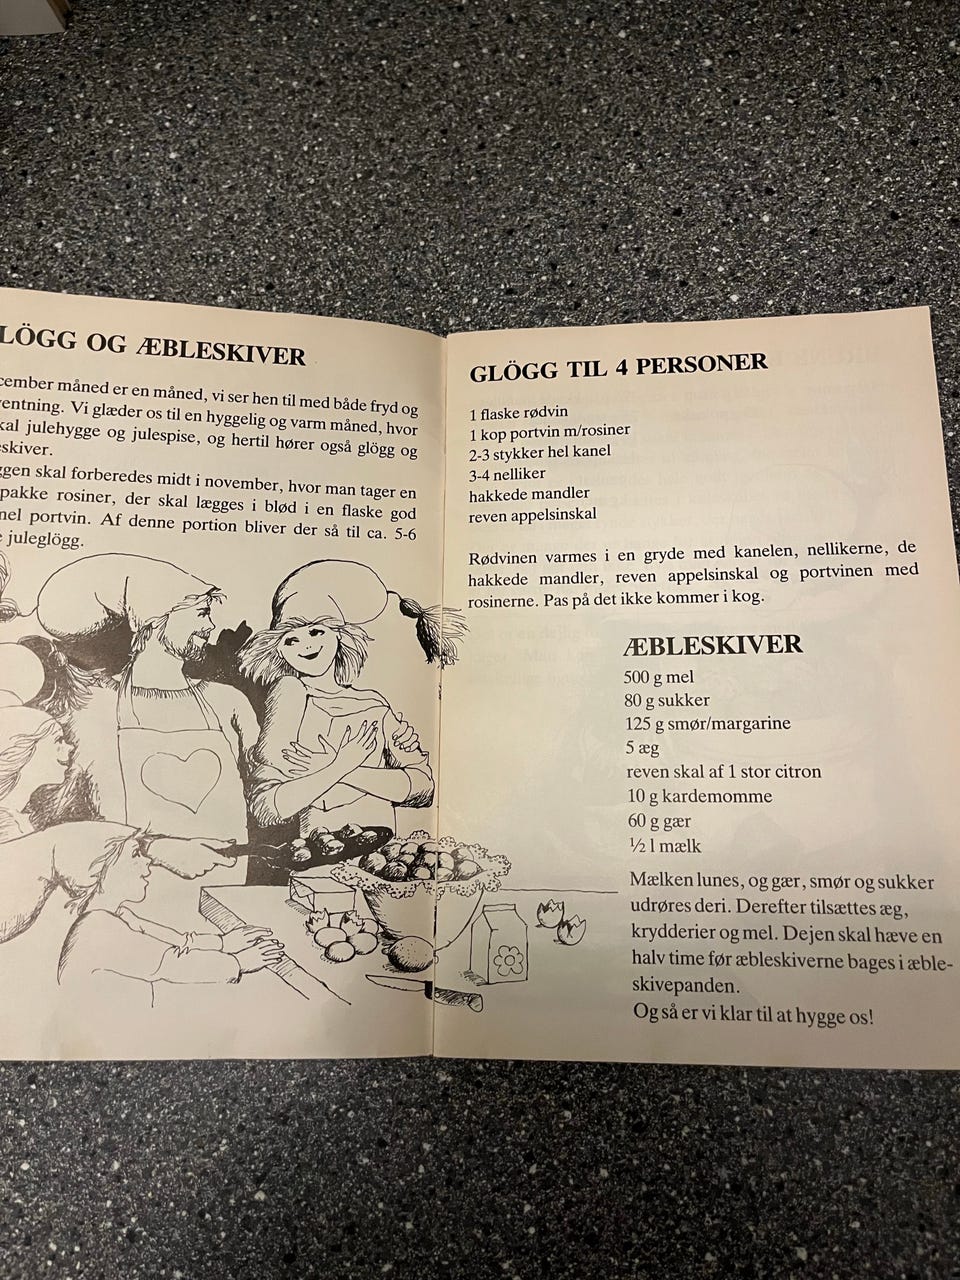 LÖGG OG ÆBLESKIVER
cember måned er en måned, vi ser hen til med både fryd og
entning. Vi glæder os til en hyggelig og varm måned, hvor
kal julehygge og julespise, og hertil hører også glögg og
skiver.
ggen skal forberedes midt i november, hvor man tager en
pakke rosiner, der skal lægges i blød i en flaske god
nel portvin. Af denne portion bliver der så til ca. 5-6
juleglögg.
GLÖGG TIL 4 PERSONER
1 flaske rødvin
1 kop portvin m/rosiner
2-3 stykker hel kanel
3-4 nelliker
hakkede mandler
reven appelsinskal
Rødvinen varmes i en gryde med kanelen, nellikerne, de
hakkede mandler, reven appelsinskal og portvinen med
rosinerne. Pas på det ikke kommer i kog.
ÆBLESKIVER
500 g mel
80 g sukker
125 g smør/margarine
5 æg
reven skal af 1 stor citron
10 g kardemomme
60 g gær
½ l mælk
Mælken lunes, og gær, smør og sukker
udrøres deri. Derefter tilsættes æg,
krydderier og mel. Dejen skal hæve en
halv time før æbleskiverne bages i æble-
skivepanden.
Og så er vi klar til at hygge os!